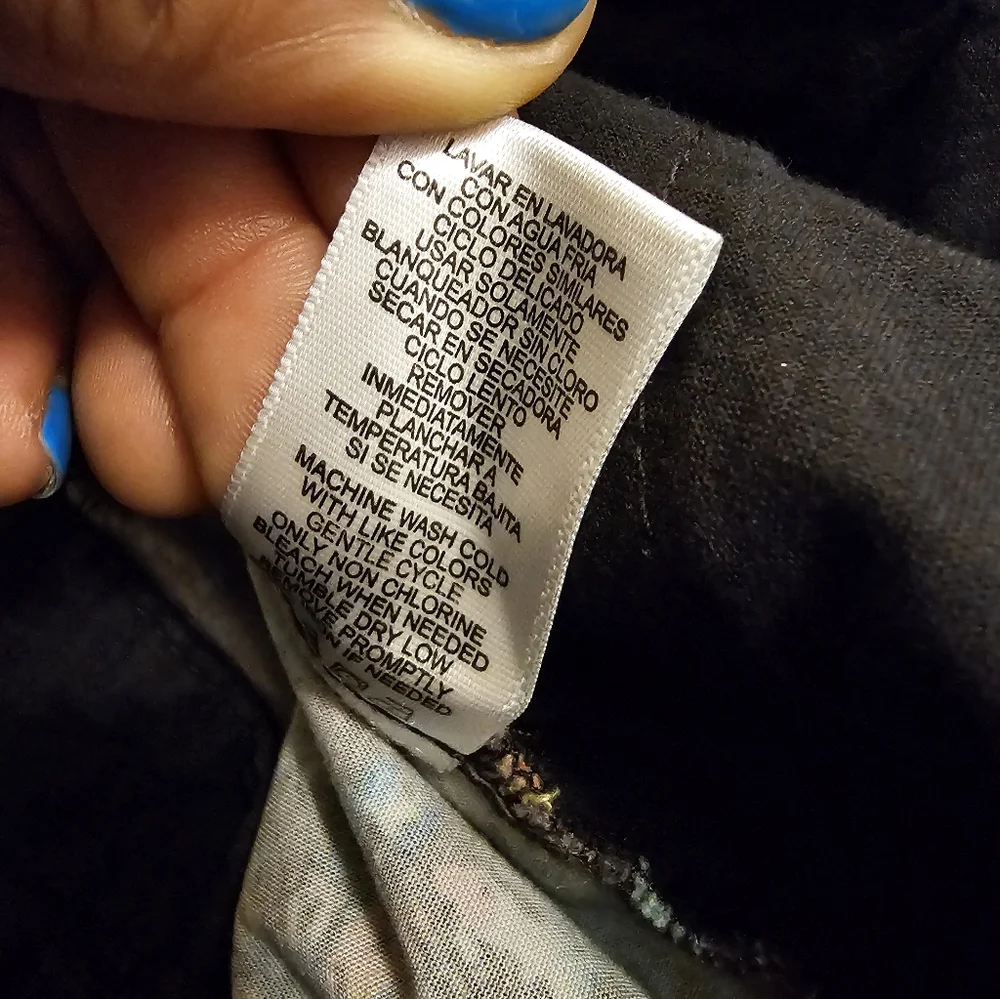 LAVAR EN LAVADORA
CON AGUA FRIA
CON COLORES SIMILARES
CICLO DELICADO
USAR SOLAMENTE
BLANQUEADOR SIN CLORO
CUANDO SE NECESITE
SECAR EN SECADORA
CICLO LENTO
REMOVER
INMEDIATAMENTE
PLANCHAR A
TEMPERATURA BAJITA
SI SE NECESITA
MACHINE WASH COLD
WITH LIKE COLORS
GENTLE CYCLE
ONLY NON CHLORINE
BLEACH WHEN NEEDED
TUMBLE DRY LOW
REMOVE PROMPTLY
IF NEEDED